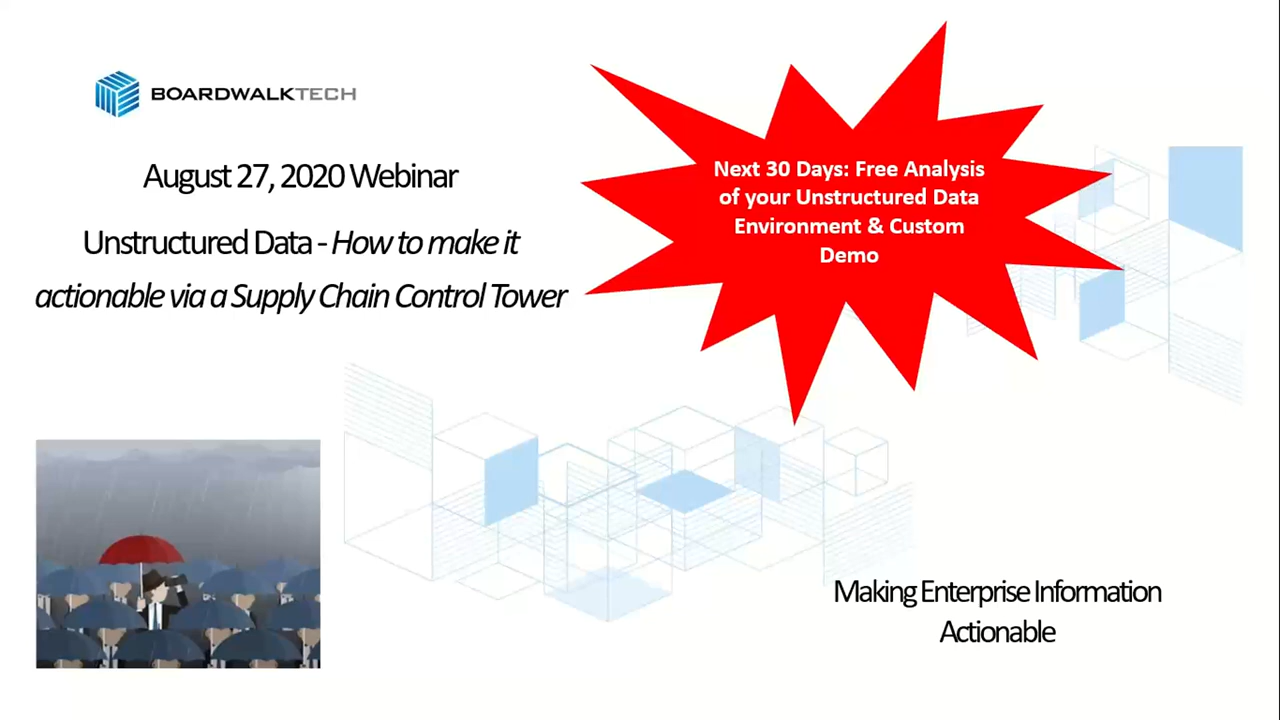 BOARDWALKTECH
August 27, 2020 Webinar
Unstructured Data - How to make it
actionable via a Supply Chain Control Tower
Next 30 Days: Free Analysis
of your Unstructured Data
Environment & Custom
Demo
Making Enterprise Information
Actionable